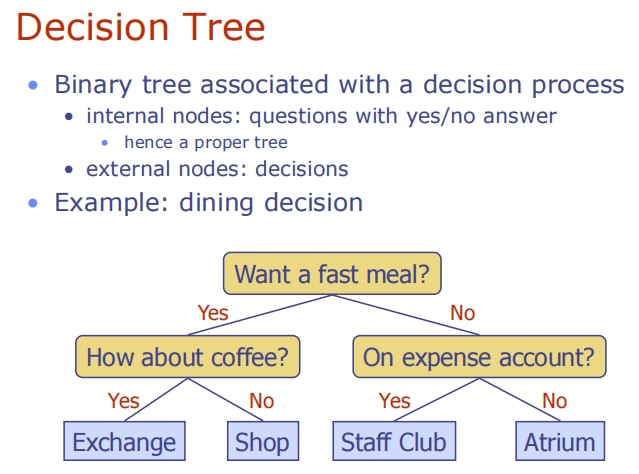 Decision Tree
• Binary tree associated with a decision process
• internal nodes: questions with yes/no answer
• hence a proper tree
• external nodes: decisions
• Example: dining decision
Want a fast meal?
Yes No
How about coffee? On expense account?
Yes No Yes No
Exchange Shop Staff Club Atrium